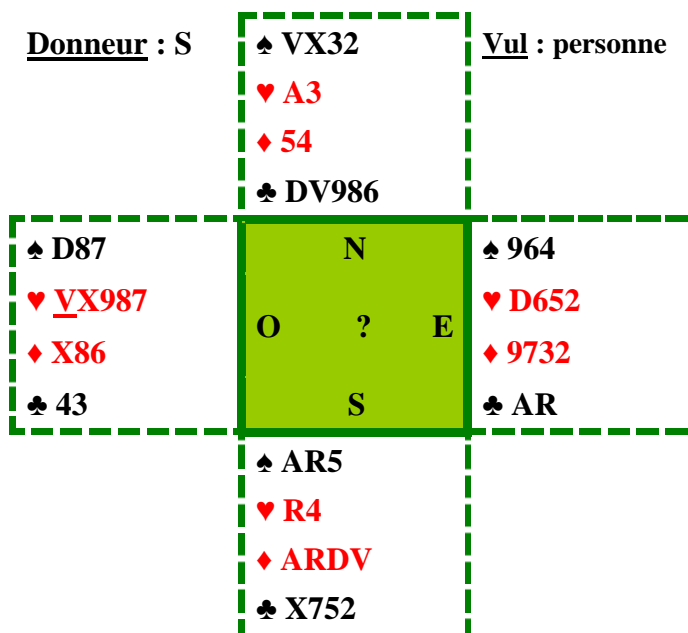 Donneur : S
♠ VX32
Vul : personne
♥ A3
♦ 54
♣ DV986
♠ D87
N
♠ 964
♥ VX987
♥ D652
O ? E
♦ X86
♦ 9732
♣ 43
S
♣ AR
♠ AR5
♥ R4
♦ ARDV
♣ X752